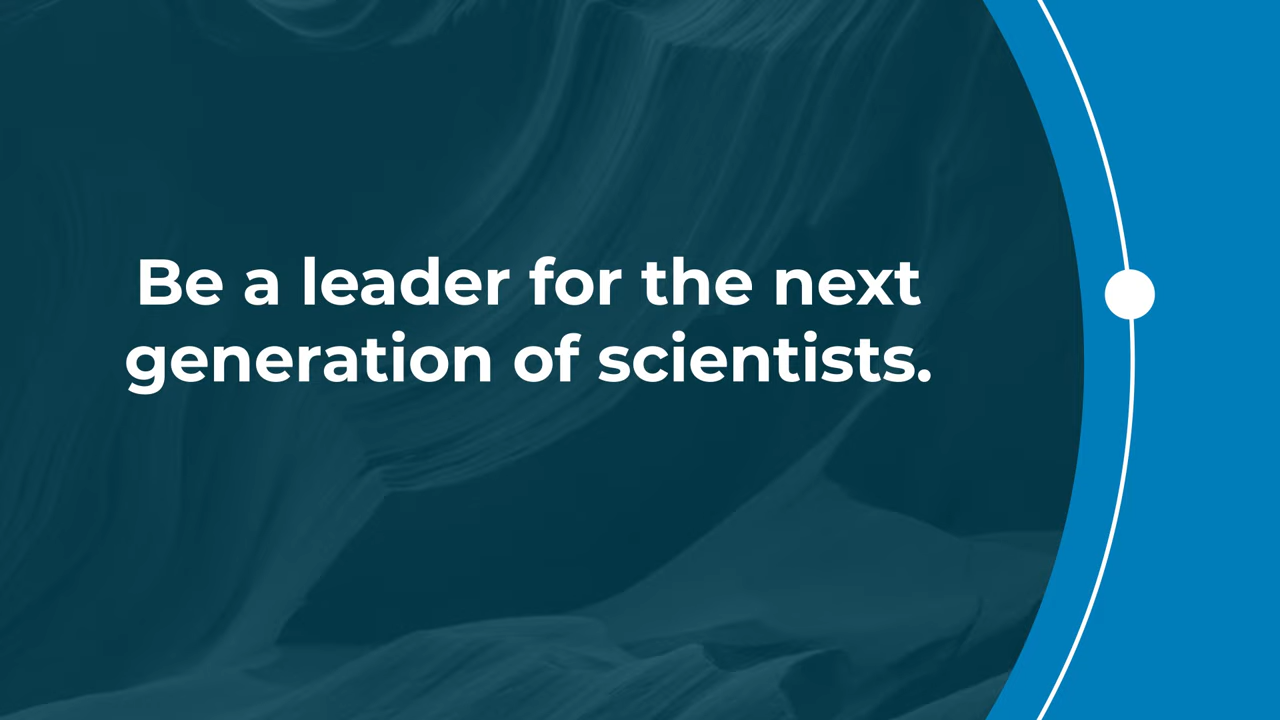 Be a leader for the next
generation of scientists.